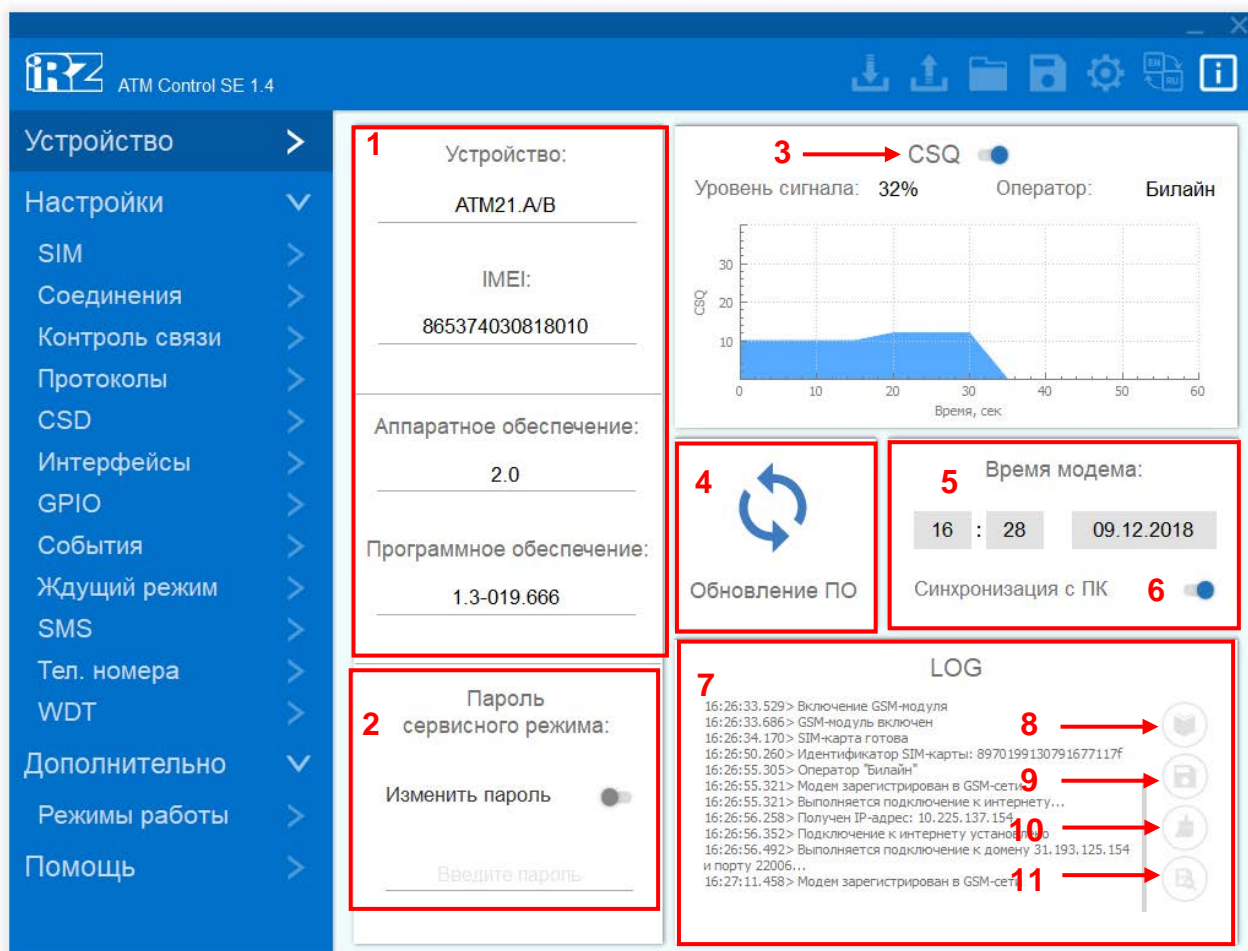 iRZ ATM Control SE 1.4
EN
RU
Устройство
Настройки
SIM
Соединения
Контроль связи
Протоколы
CSD
Интерфейсы
GPIO
События
Ждущий режим
SMS
Тел. номера
WDT
Дополнительно
Режимы работы
Помощь
1
Устройство:
ATM21.A/B
IMEI:
865374030818010
Аппаратное обеспечение:
2.0
Программное обеспечение:
1.3-019.666
2
Пароль
сервисного режима:
Изменить пароль
Введите пароль
3
CSQ
Уровень сигнала: 32% Оператор: Билайн
CSQ
30
20
10
0 10 20 30 40 50 60
Время, сек
4
Обновление ПО
5
Время модема:
16 : 28 09.12.2018
Синхронизация с ПК 6
7
LOG
16:26:33.529> Включение GSM-модуля
16:26:33.686> GSM-модуль включен
16:26:34.170> SIM-карта готова
16:26:50.260> Идентификатор SIM-карты: 8970199130791677117f
16:26:55.305> Оператор "Билайн"
16:26:55.321> Модем зарегистрирован в GSM-сети
16:26:55.321> Выполняется подключение к интернету...
16:26:56.258> Получен IP-адрес: 10.225.137.154
16:26:56.352> Подключение к интернету установлено
16:26:56.492> Выполняется подключение к домену 31.193.125.154
и порту 22006...
16:27:11.458> Модем зарегистрирован в GSM-сети
8
9
10
11